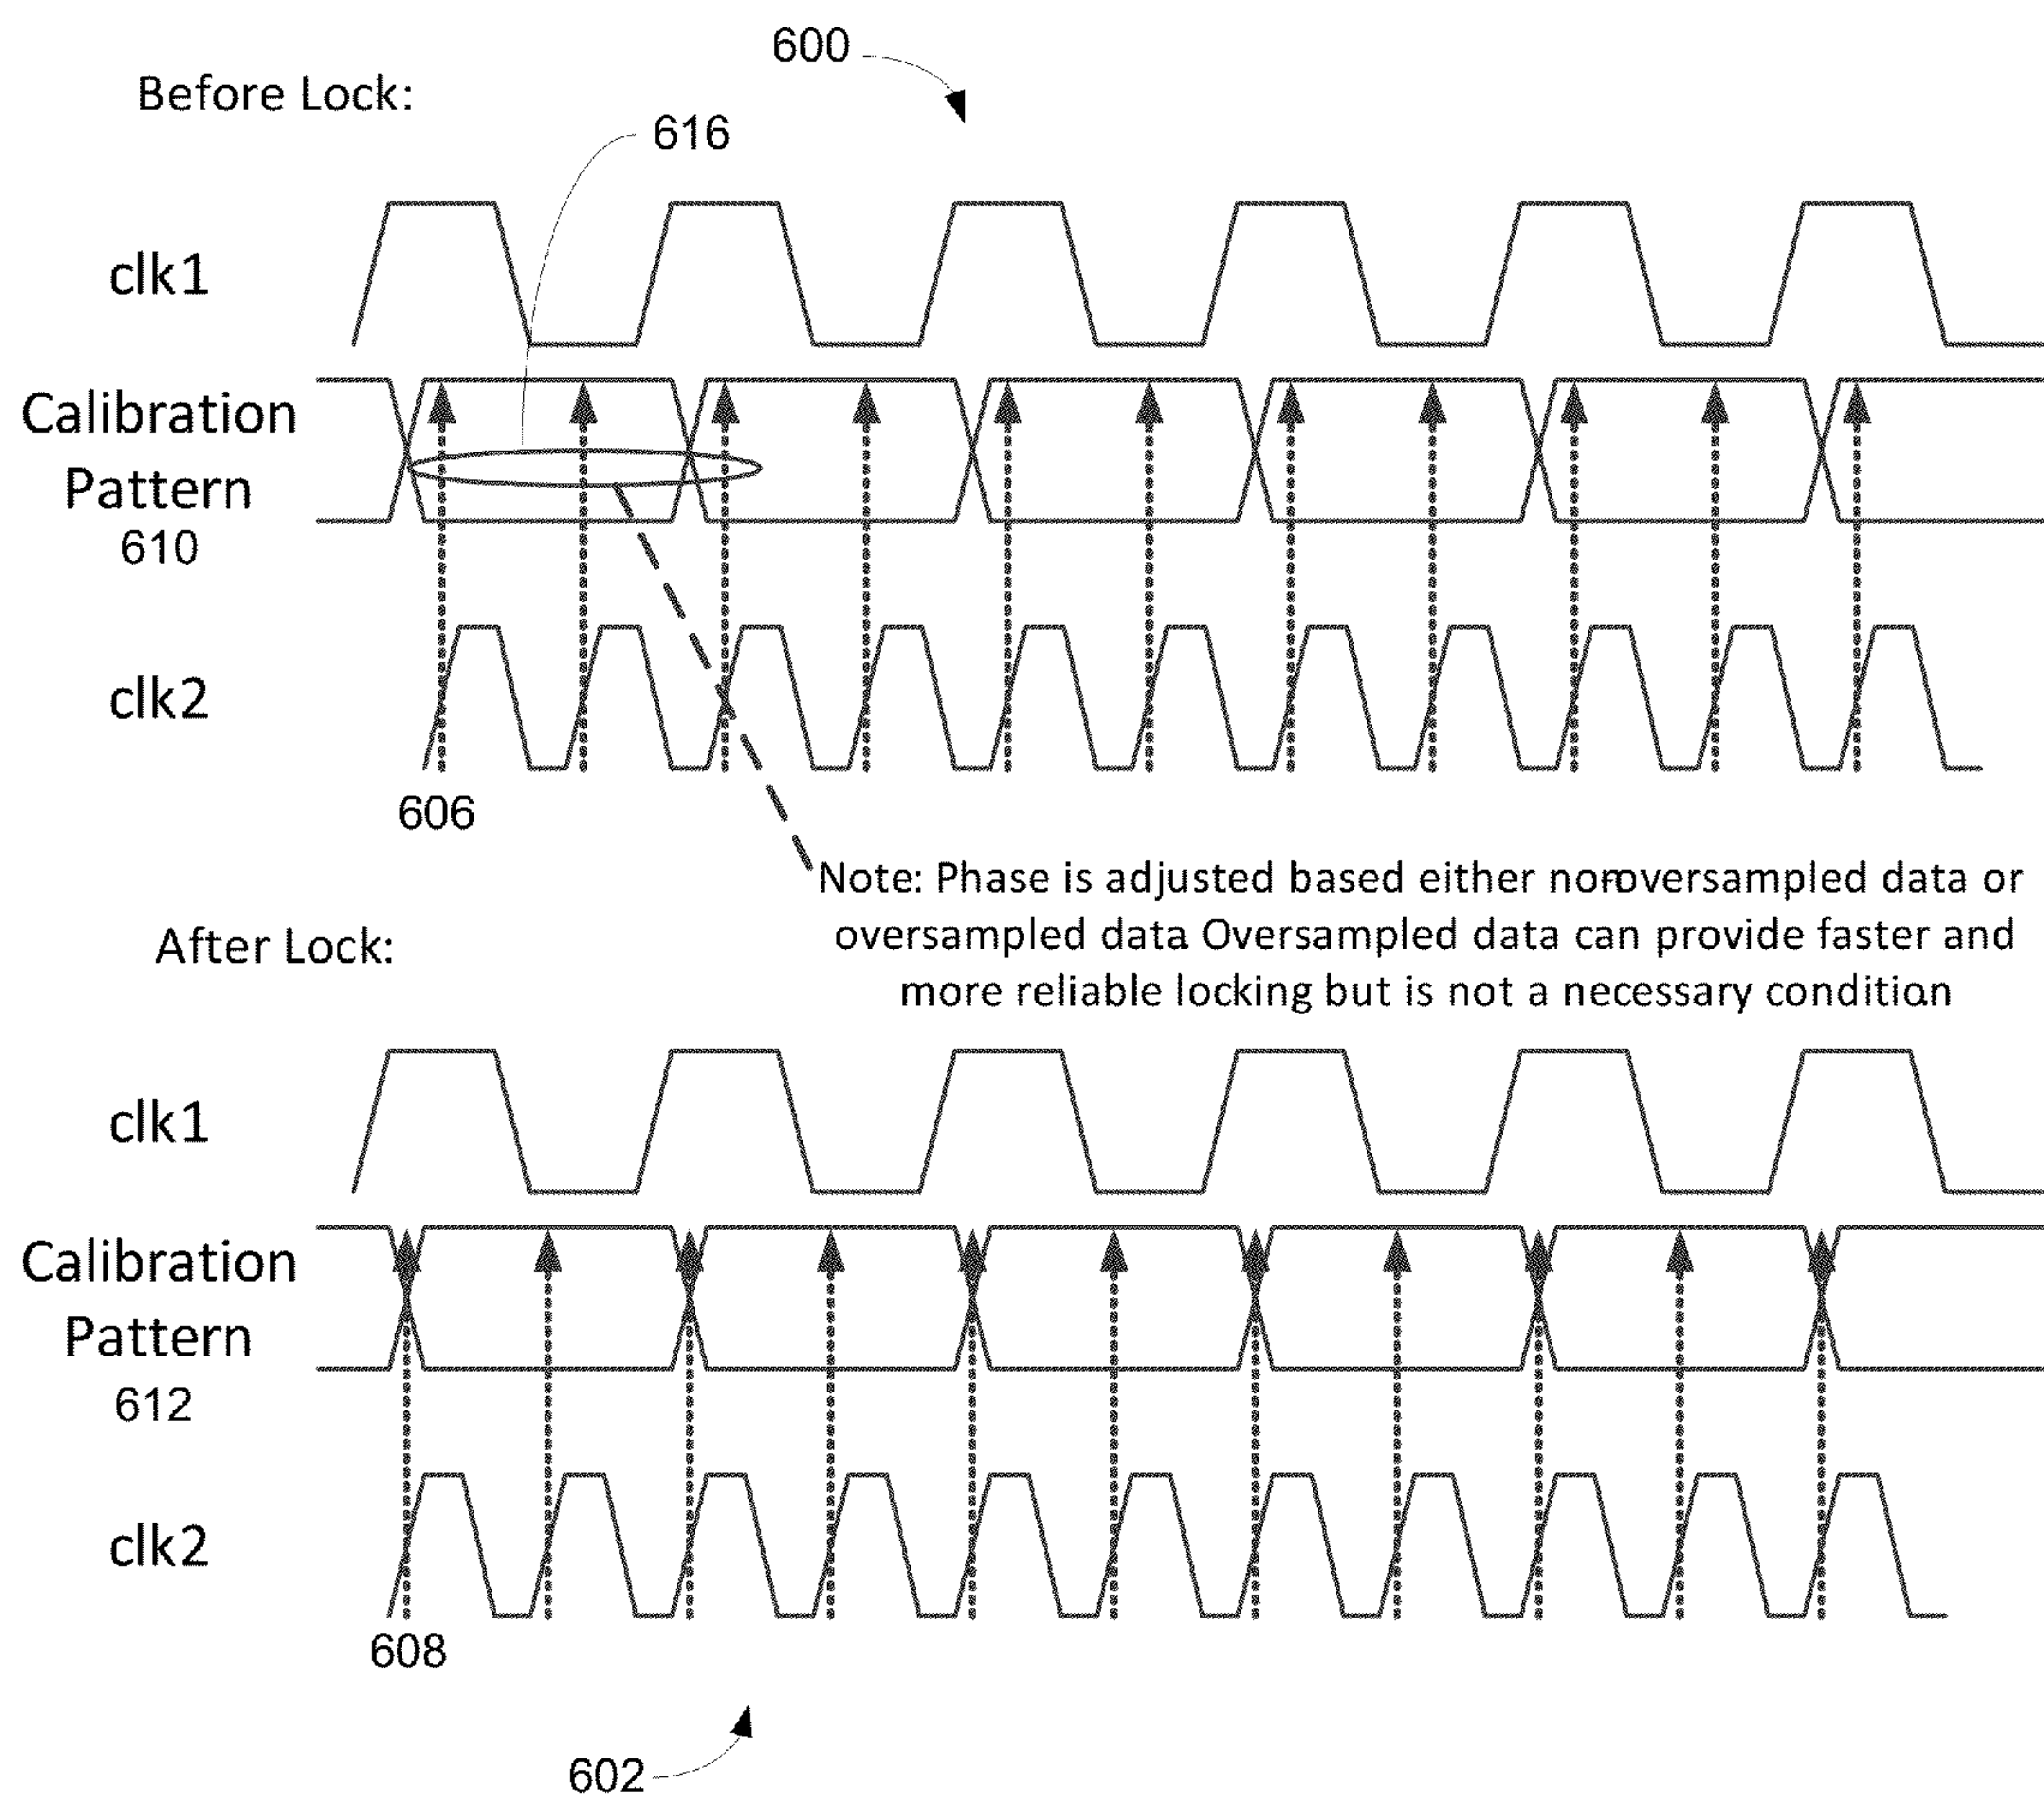 600
Before Lock:
616
clk1
Calibration
Pattern
610
clk2
606
Note: Phase is adjusted based either non-oversampled data or
oversampled data. Oversampled data can provide faster and
more reliable locking but is not a necessary condition
After Lock:
clk1
Calibration
Pattern
612
clk2
608
602